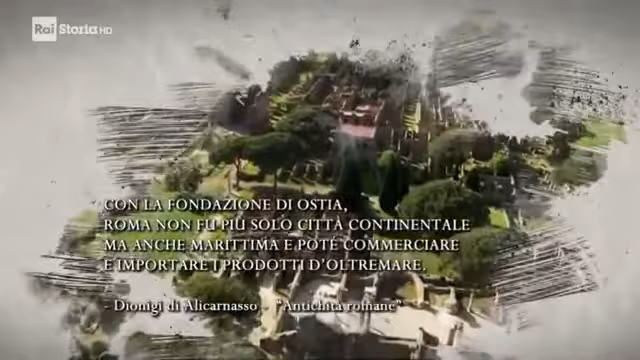 Rai Storia HD
CON LA FONDAZIONE DI OSTIA,
ROMA NON FU PIÙ SOLO CITTÀ CONTINENTALE
MA ANCHE MARITTIMA E POTÉ COMMERCIARE
E IMPORTARE I PRODOTTI D'OLTREMARE.
- Dionigi di Alicarnasso - "Antichità romane"